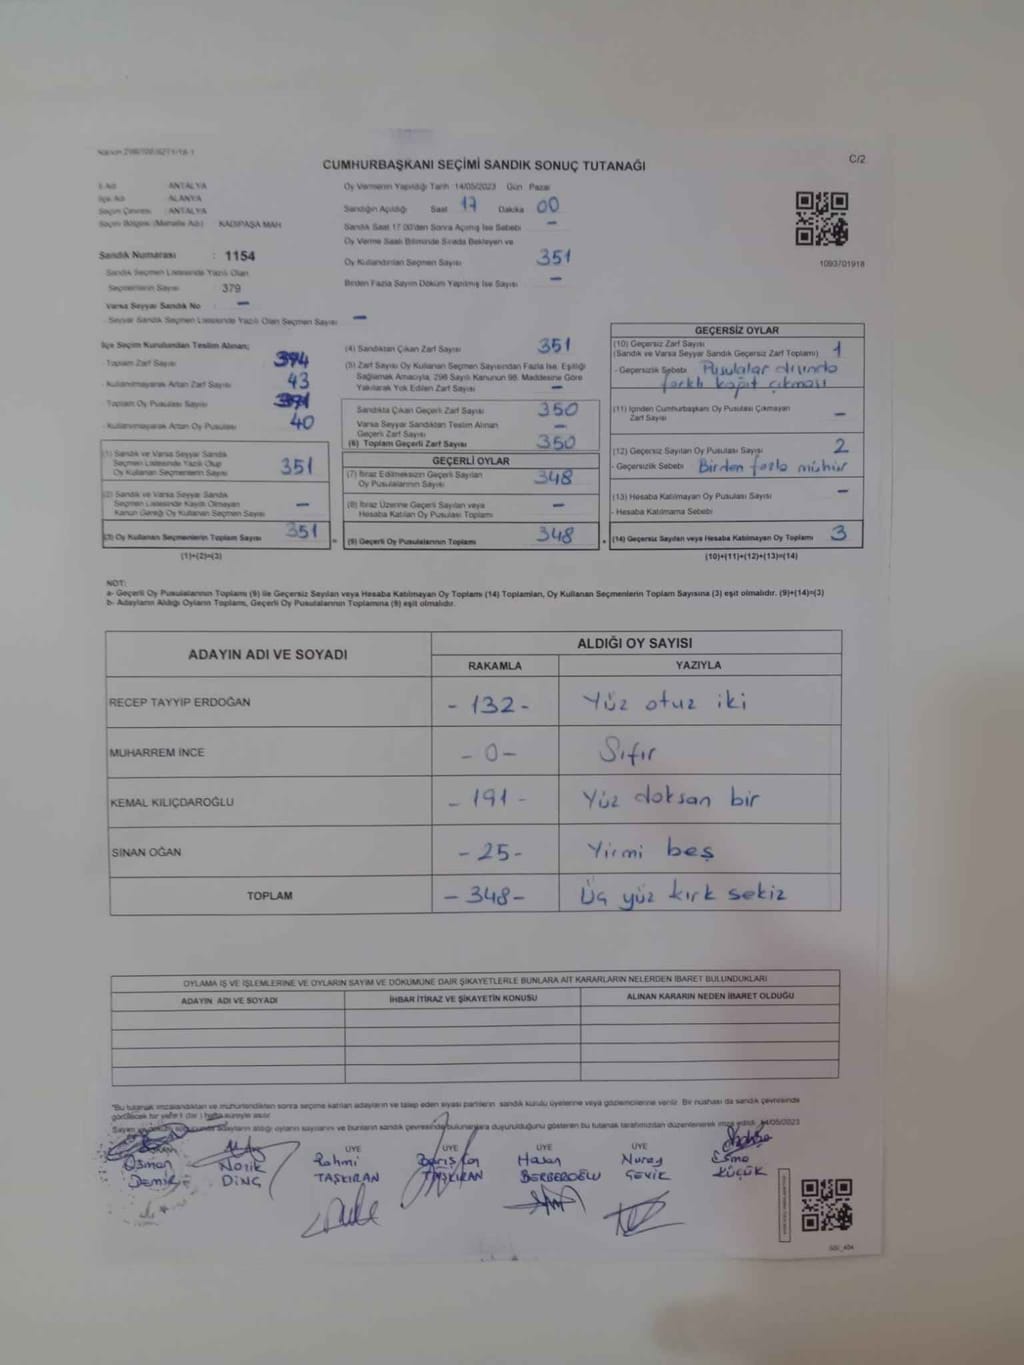 C/2
CUMHURBAŞKANI SEÇİMİ SANDIK SONUÇ TUTANAĞI
İl Adı ANTALYA
İlçe Adı ALANYA
Seçim Çevresi ANTALYA
Seçim Bölgesi (Mahalle Adı) KADIPAŞA MAH
Sandık Numarası : 1154
Sandık Seçmen Listesinde Yazılı Olan
Seçmenlerin Sayısı 379
Varsa Seyyar Sandık No –
- Seyyar Sandık Seçmen Listesinde Yazılı Olan Seçmen Sayısı –
Oy Vermenin Yapıldığı Tarih 14/05/2023 Gün Pazar
Sandığın Açıldığı Saat 17 Dakika 00
Sandık Saat 17.00'den Sonra Açılmış İse Sebebi –
Oy Verme Saati Bitiminde Sırada Bekleyen ve
Oy Kullandırılan Seçmen Sayısı 351
Birden Fazla Sayım Döküm Yapılmış İse Sayısı –
1093701918
İlçe Seçim Kurulundan Teslim Alınan;
- Toplam Zarf Sayısı 394
- Kullanılmayarak Artan Zarf Sayısı 43
- Toplam Oy Pusulası Sayısı 391
- Kullanılmayarak Artan Oy Pusulası 40
(1) Sandık ve Varsa Seyyar Sandık
Seçmen Listesinde Yazılı Olup
Oy Kullanan Seçmenlerin Sayısı 351
(2) Sandık ve Varsa Seyyar Sandık
Seçmen Listesinde Kayıtlı Olmayan
Kanun Gereği Oy Kullanan Seçmen Sayısı –
(3) Oy Kullanan Seçmenlerin Toplam Sayısı 351
(1)+(2)=(3)
(4) Sandıktan Çıkan Zarf Sayısı 351
(5) Zarf Sayısı Oy Kullanan Seçmen Sayısından Fazla İse, Eşitliği
Sağlamak Amacıyla, 298 Sayılı Kanunun 98. Maddesine Göre
Yakılarak Yok Edilen Zarf Sayısı –
Sandıkta Çıkan Geçerli Zarf Sayısı 350
Varsa Seyyar Sandıktan Teslim Alınan
Geçerli Zarf Sayısı –
(6) Toplam Geçerli Zarf Sayısı 350
GEÇERLİ OYLAR
(7) İtiraz Edilmeksizin Geçerli Sayılan
Oy Pusulalarının Sayısı 348
(8) İtiraz Üzerine Geçerli Sayılan veya
Hesaba Katılan Oy Pusulası Toplamı –
= (9) Geçerli Oy Pusulalarının Toplamı 348
GEÇERSİZ OYLAR
(10) Geçersiz Zarf Sayısı
(Sandık ve Varsa Seyyar Sandık Geçersiz Zarf Toplamı) 1
- Geçersizlik Sebebi Pusulalar dışında
farklı kağıt çıkması
(11) İçinden Cumhurbaşkanı Oy Pusulası Çıkmayan
Zarf Sayısı –
(12) Geçersiz Sayılan Oy Pusulası Sayısı 2
- Geçersizlik Sebebi Birden fazla mühür
(13) Hesaba Katılmayan Oy Pusulası Sayısı –
- Hesaba Katılmama Sebebi
+ (14) Geçersiz Sayılan veya Hesaba Katılmayan Oy Toplamı 3
(10)+(11)+(12)+(13)=(14)
NOT:
a- Geçerli Oy Pusulalarının Toplamı (9) ile Geçersiz Sayılan veya Hesaba Katılmayan Oy Toplamı (14) Toplamları, Oy Kullanan Seçmenlerin Toplam Sayısına (3) eşit olmalıdır. (9)+(14)=(3)
b- Adayların Aldığı Oyların Toplamı, Geçerli Oy Pusulalarının Toplamına (9) eşit olmalıdır.
ADAYIN ADI VE SOYADI ALDIĞI OY SAYISI
RAKAMLA YAZIYLA
RECEP TAYYİP ERDOĞAN -132- Yüz otuz iki
MUHARREM İNCE -0- Sıfır
KEMAL KILIÇDAROĞLU -191- Yüz doksan bir
SİNAN OĞAN -25- Yirmi beş
TOPLAM -348- Üç yüz kırk sekiz
OYLAMA İŞ VE İŞLEMLERİNE VE OYLARIN SAYIM VE DÖKÜMÜNE DAİR ŞİKAYETLERLE BUNLARA AİT KARARLARIN NELERDEN İBARET BULUNDUKLARI
ADAYIN ADI VE SOYADI İHBAR İTİRAZ VE ŞİKAYETİN KONUSU ALINAN KARARIN NEDEN İBARET OLDUĞU
"Bu tutanak imzalandıktan ve mühürlendikten sonra seçime katılan adayların ve talep eden siyasi partilerin sandık kurulu üyelerine veya gözlemcilerine verilir. Bir nüshası da sandık çevresinde
görülecek bir yere 1 (bir ) hafta süreyle asılır
adayların aldığı oyların sayılarını ve bunların sandık çevresinde bulunanlara duyurulduğunu gösteren bu tutanak tarafımızdan düzenlenerek imza edildi. 14/05/2023
ÜYE ÜYE ÜYE ÜYE
Osman Rahmi Barış Can Hasan Nuray Esma
Demir DİNÇ TAŞKIRAN TAŞKIRAN BERBEROĞLU ÇEVİK KÜÇÜK